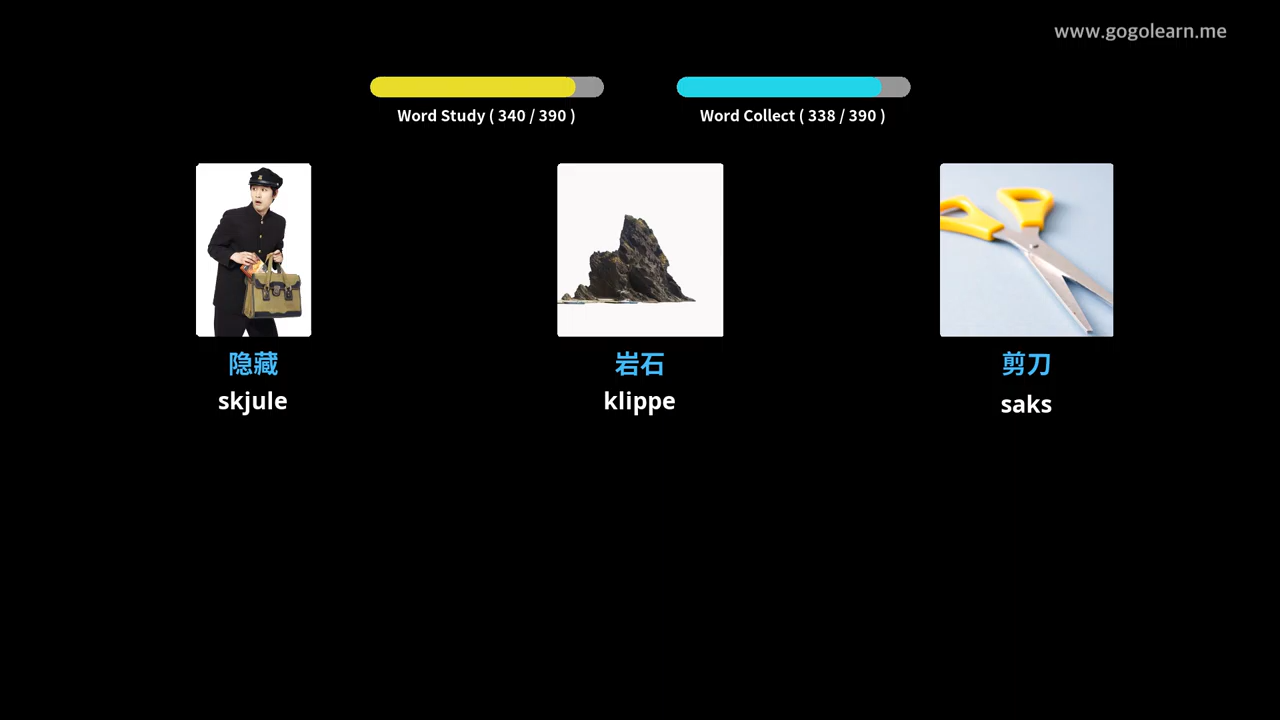 www.gogolearn.me
Word Study ( 340 / 390 )
Word Collect ( 338 / 390 )
隐藏
skjule
岩石
klippe
剪刀
saks